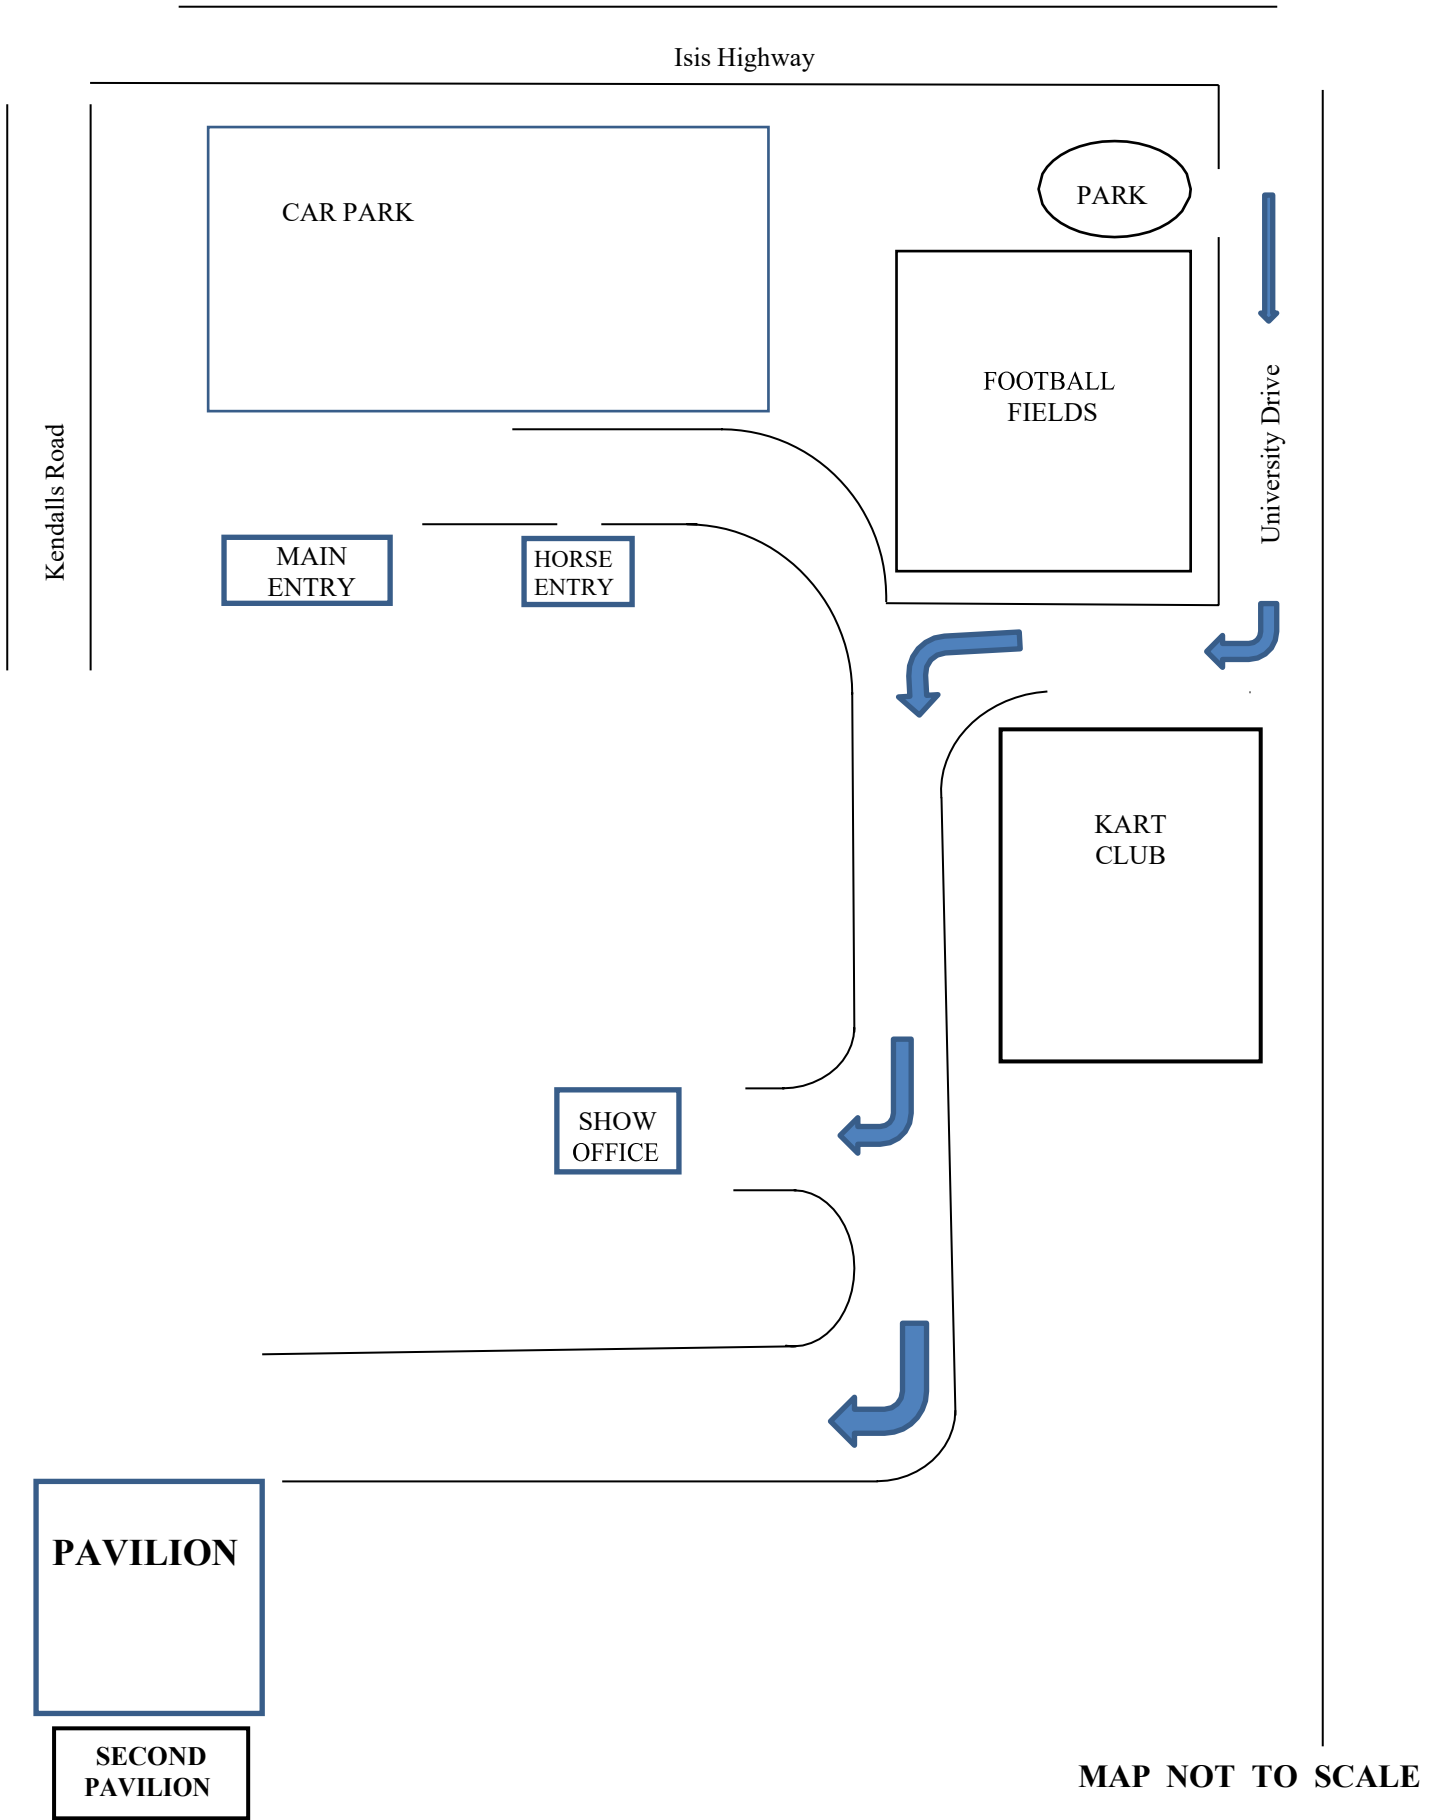 Isis Highway
CAR PARK
PARK
FOOTBALL
FIELDS
University Drive
Kendalls Road
MAIN
ENTRY
HORSE
ENTRY
KART
CLUB
SHOW
OFFICE
PAVILION
SECOND
PAVILION
MAP NOT TO SCALE